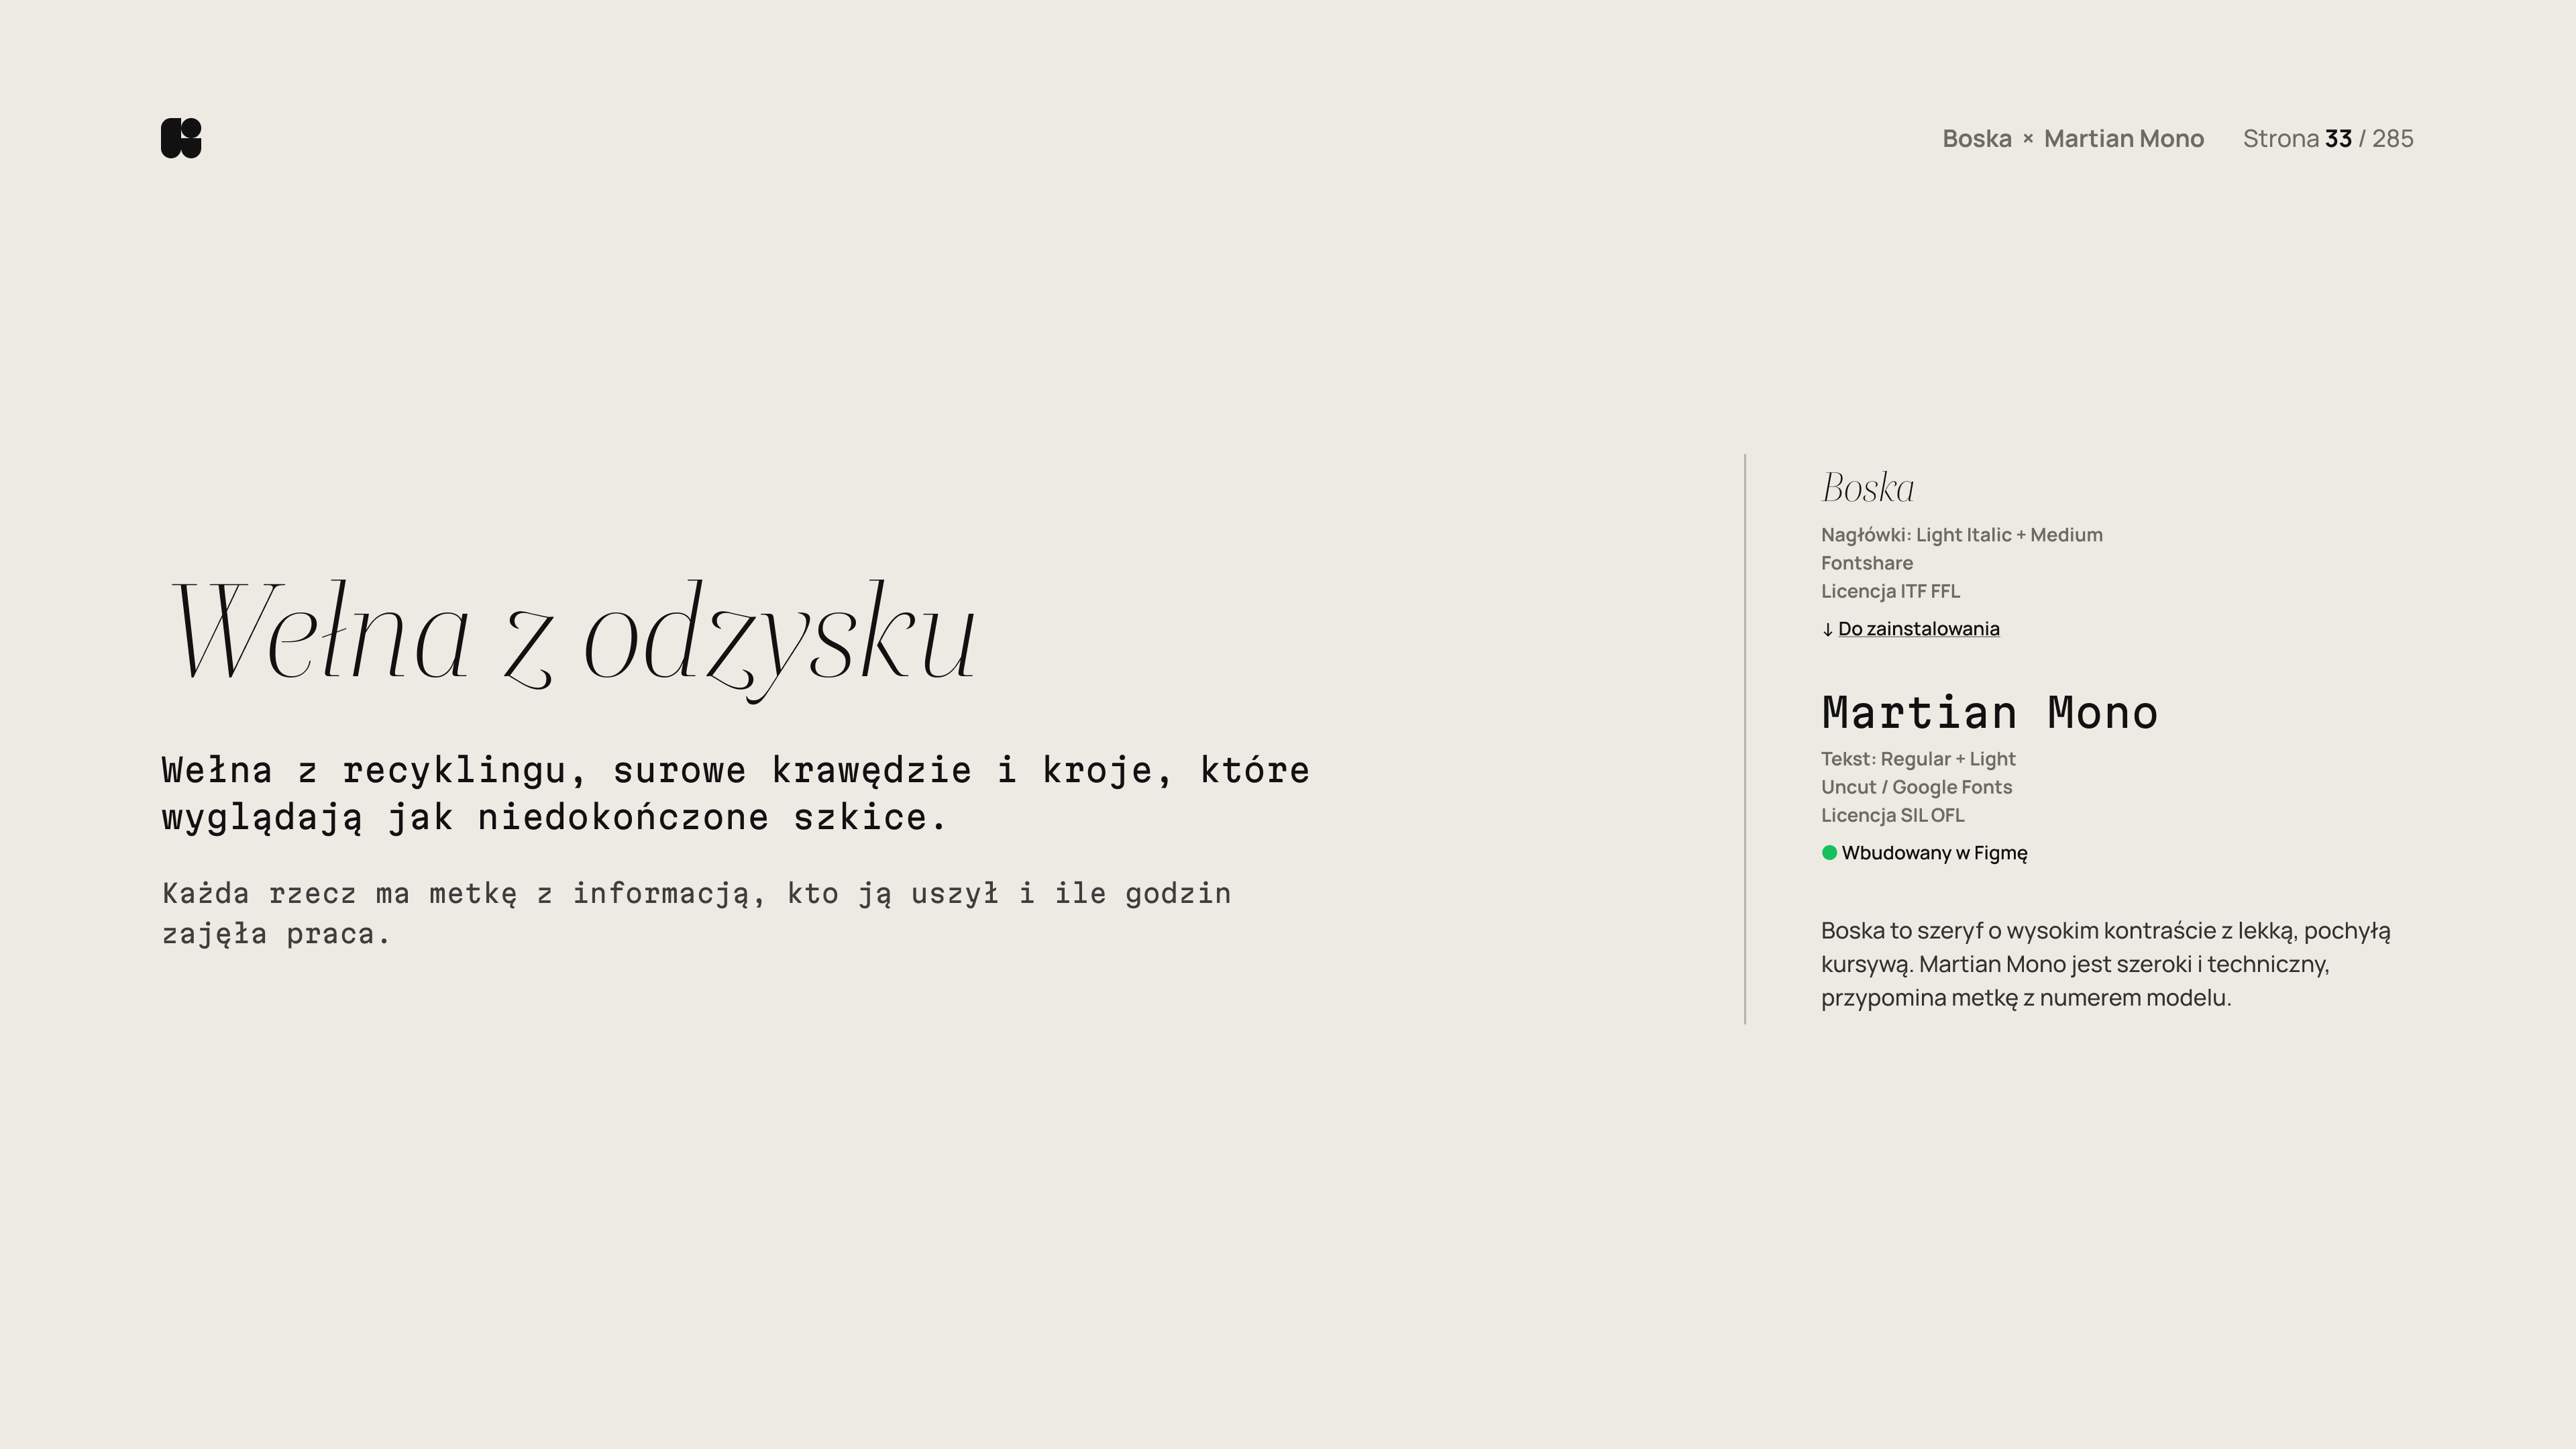 Boska × Martian Mono Strona 33 / 285
Wełna z odzysku
Wełna z recyklingu, surowe krawędzie i kroje, które
wyglądają jak niedokończone szkice.
Każda rzecz ma metkę z informacją, kto ją uszył i ile godzin
zajęła praca.
Boska
Nagłówki: Light Italic + Medium
Fontshare
Licencja ITF FFL
↓ Do zainstalowania
Martian Mono
Tekst: Regular + Light
Uncut / Google Fonts
Licencja SIL OFL
Wbudowany w Figmę
Boska to szeryf o wysokim kontraście z lekką, pochyłą
kursywą. Martian Mono jest szeroki i techniczny,
przypomina metkę z numerem modelu.